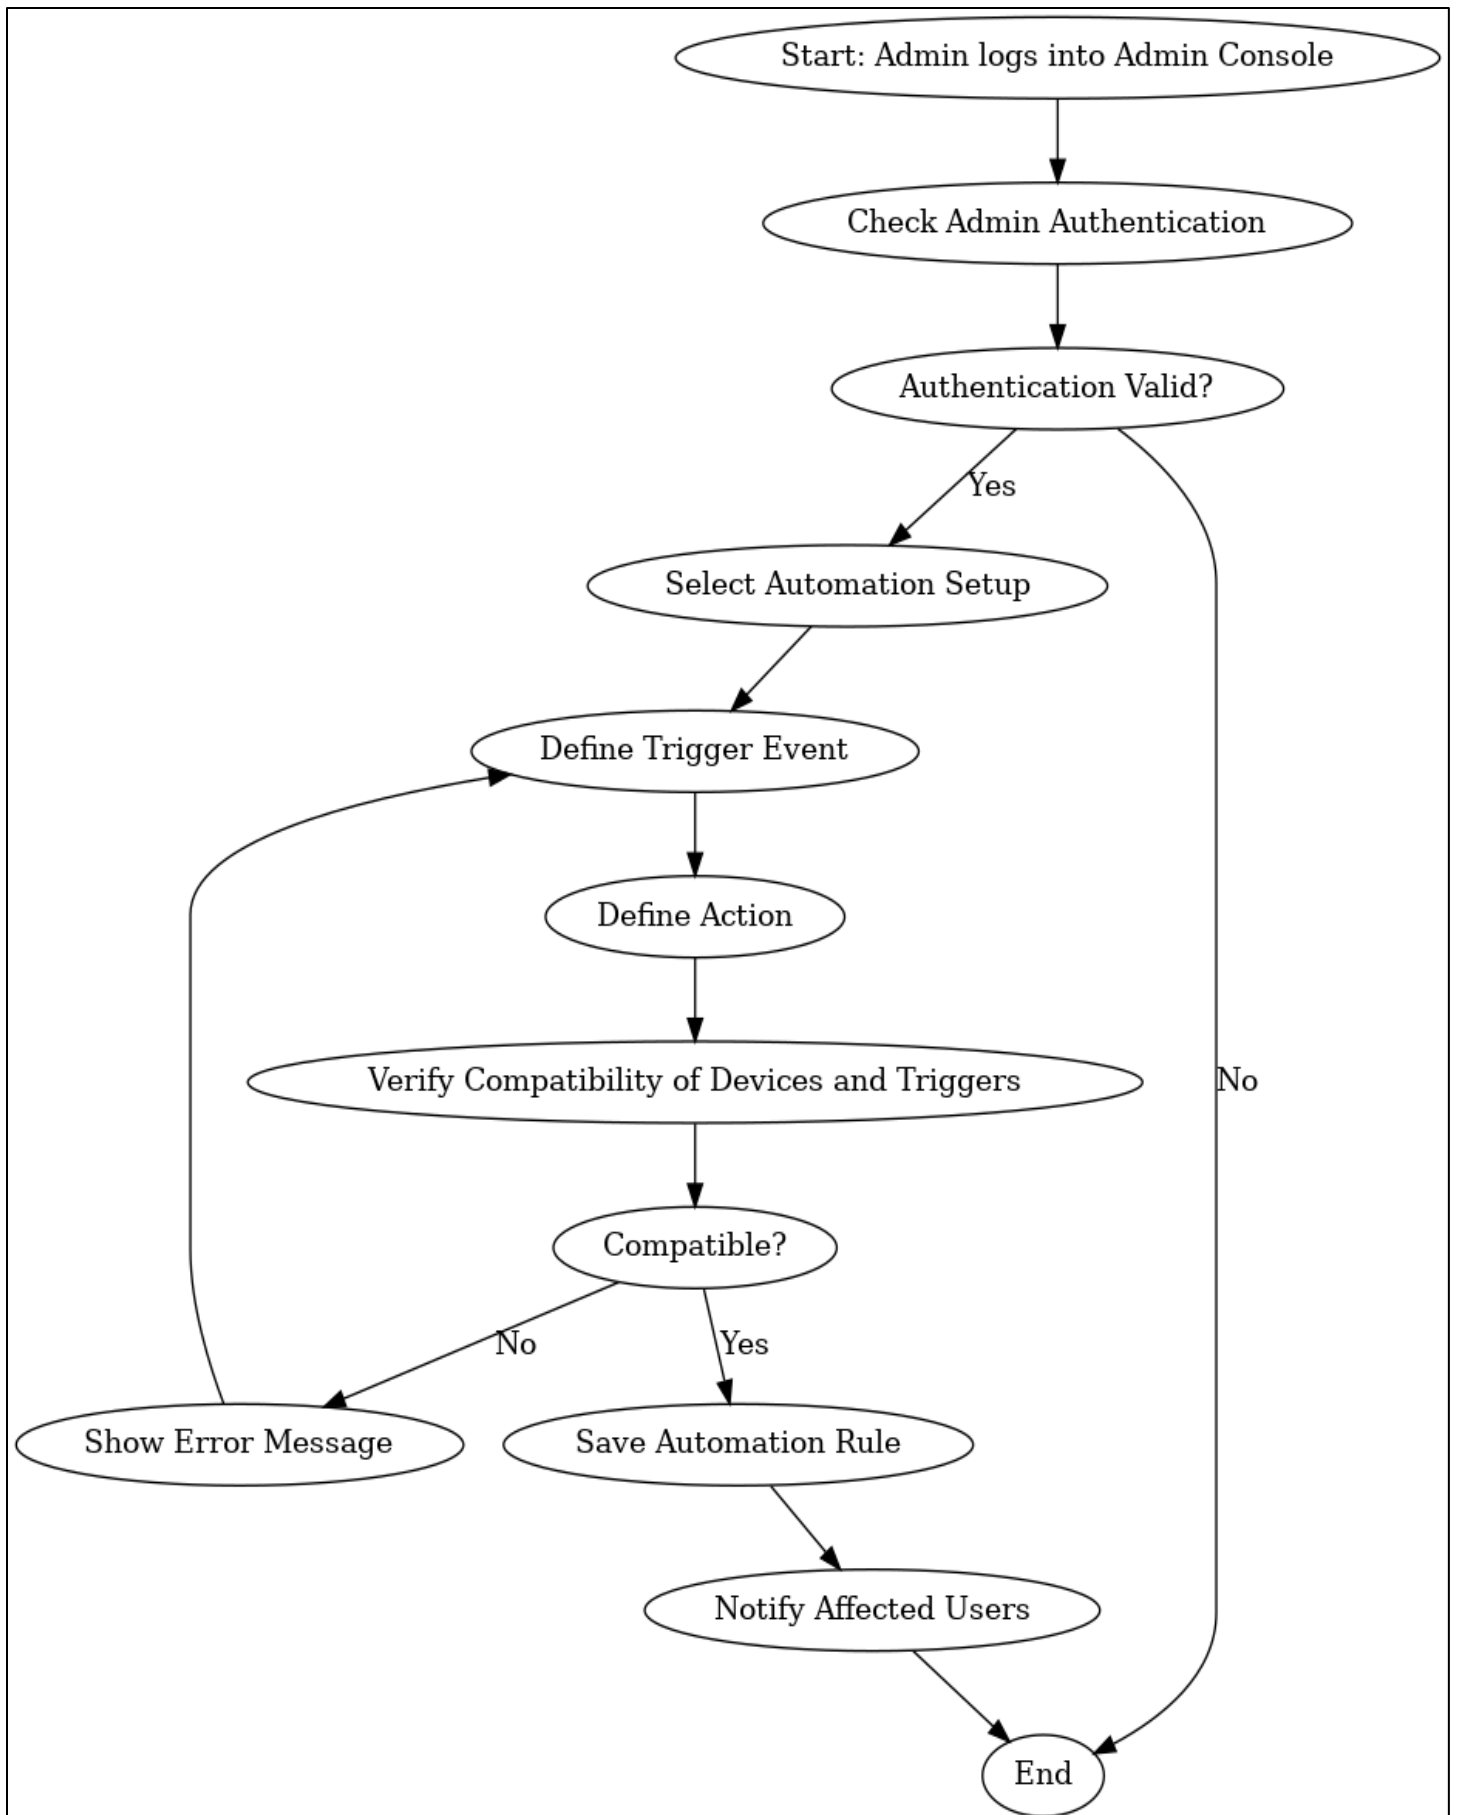 Start: Admin logs into Admin Console
Check Admin Authentication
Authentication Valid?
Yes
Select Automation Setup
Define Trigger Event
Define Action
Verify Compatibility of Devices and Triggers
No
Compatible?
No
Yes
Show Error Message
Save Automation Rule
Notify Affected Users
End